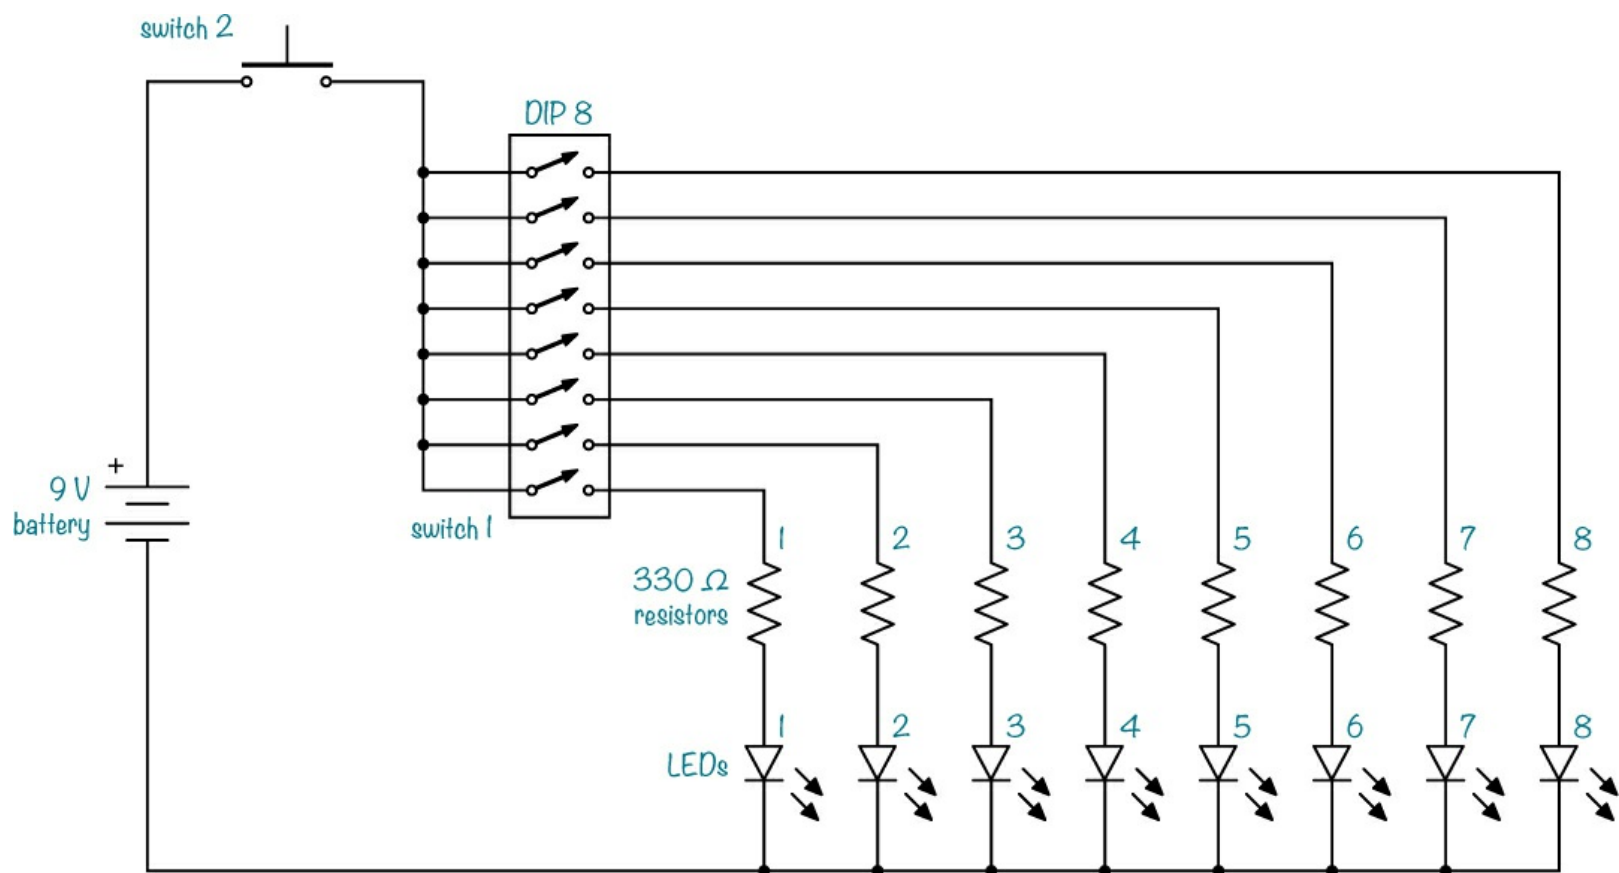 switch 2
DIP 8
+
9 V
battery
switch 1
1 2 3 4 5 6 7 8
330 Ω
resistors
1 2 3 4 5 6 7 8
LEDs